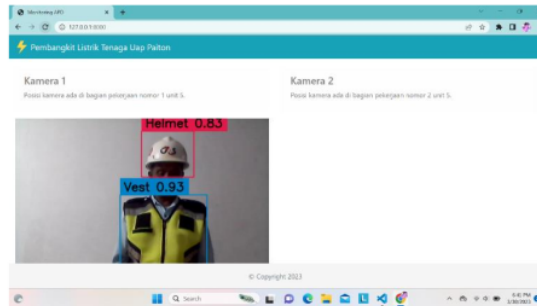 Monitoring APD
127.0.0.1:8000
Pembangkit Listrik Tenaga Uap Paiton
Kamera 1
Posisi kamera ada di bagian pekerjaan nomor 1 unit 5.
Kamera 2
Posisi kamera ada di bagian pekerjaan nomor 2 unit 5.
Helmet 0.83
Vest 0.93
© Copyright 2023
Search